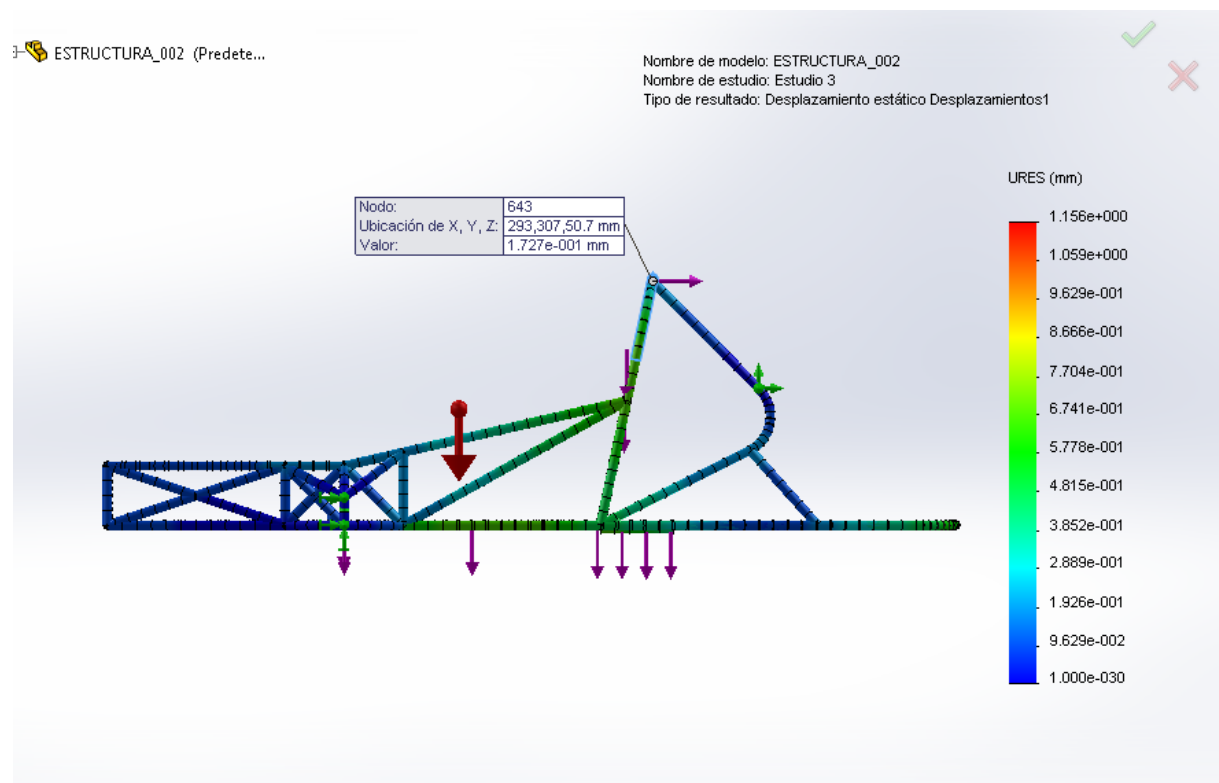 ESTRUCTURA_002 (Predete...
Nombre de modelo: ESTRUCTURA_002
Nombre de estudio: Estudio 3
Tipo de resultado: Desplazamiento estático Desplazamientos1
Nodo: 643
Ubicación de X, Y, Z: 293,307,50.7 mm
Valor: 1.727e-001 mm
URES (mm)
1.156e+000
1.059e+000
9.629e-001
8.666e-001
7.704e-001
6.741e-001
5.778e-001
4.815e-001
3.852e-001
2.889e-001
1.926e-001
9.629e-002
1.000e-030